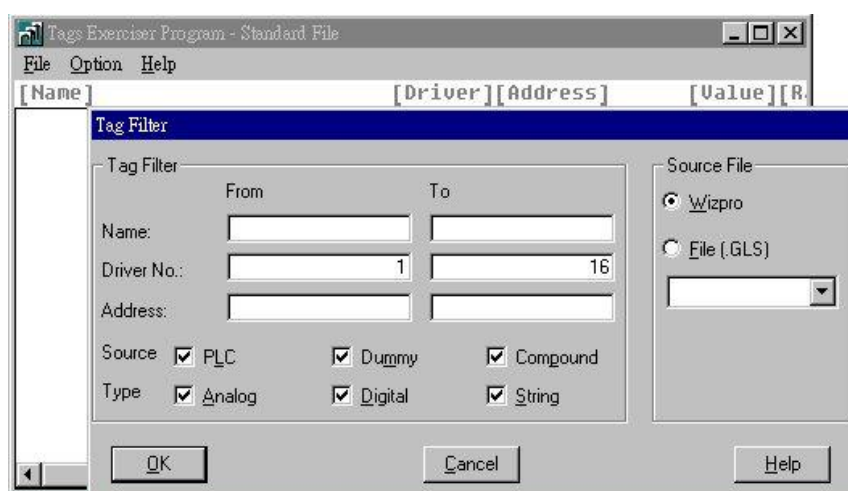 Tags Exerciser Program - Standard File
File Option Help
[Name] [Driver][Address] [Value][R
Tag Filter
Tag Filter
From To
Name:
Driver No.: 1 16
Address:
Source PLC Dummy Compound
Type Analog Digital String
Source File
Wizpro
File (.GLS)
OK Cancel Help